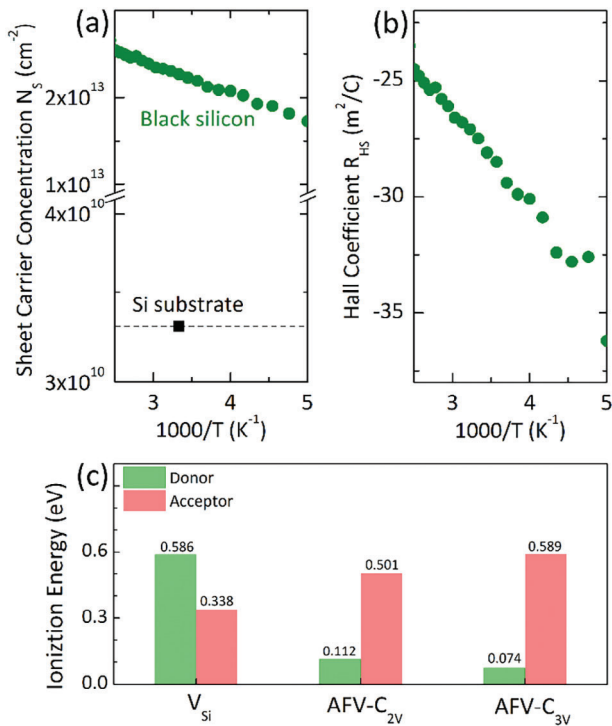 (a)
Sheet Carrier Concentration N_S (cm^-2)
2x10^13
1x10^13
4x10^10
3x10^10
Black silicon
Si substrate
3 4 5
1000/T (K^-1)
(b)
Hall Coefficient R_HS (m^2/C)
-25
-30
-35
3 4 5
1000/T (K^-1)
(c)
Ioniztion Energy (eV)
Donor
Acceptor
0.6
0.3
0.0
0.586
0.338
0.112
0.501
0.074
0.589
V_Si
AFV-C_2V
AFV-C_3V